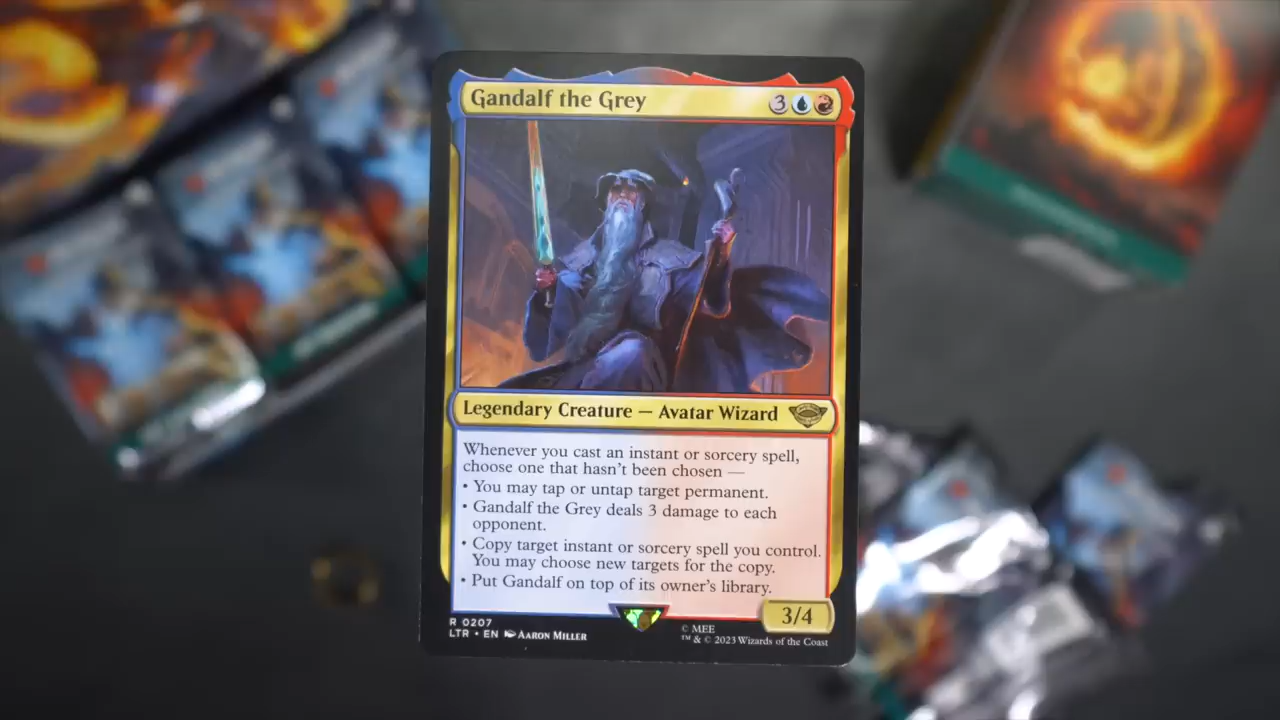 Gandalf the Grey 3
Legendary Creature — Avatar Wizard
Whenever you cast an instant or sorcery spell,
choose one that hasn't been chosen —
• You may tap or untap target permanent.
• Gandalf the Grey deals 3 damage to each
opponent.
• Copy target instant or sorcery spell you control.
You may choose new targets for the copy.
• Put Gandalf on top of its owner's library.
3/4
R 0207
LTR • EN AARON MILLER
© MEE
™ & © 2023 Wizards of the Coast